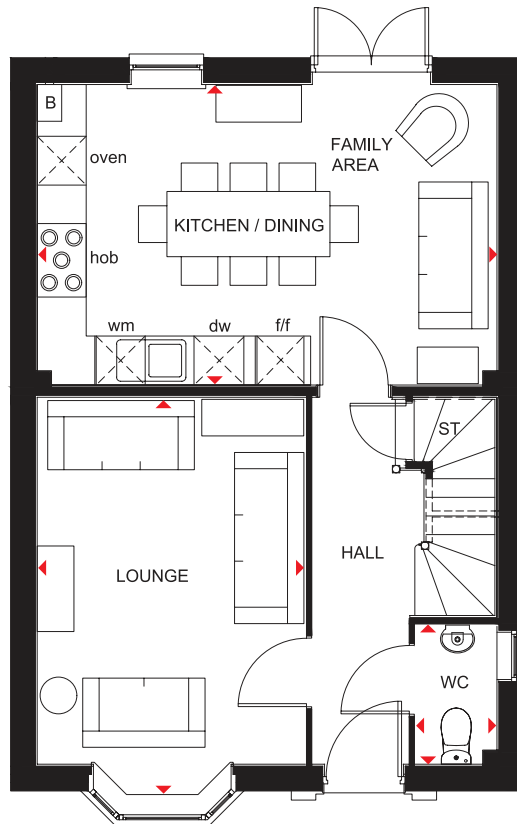 B
oven
FAMILY
AREA
KITCHEN / DINING
hob
wm
dw
f/f
ST
HALL
LOUNGE
WC